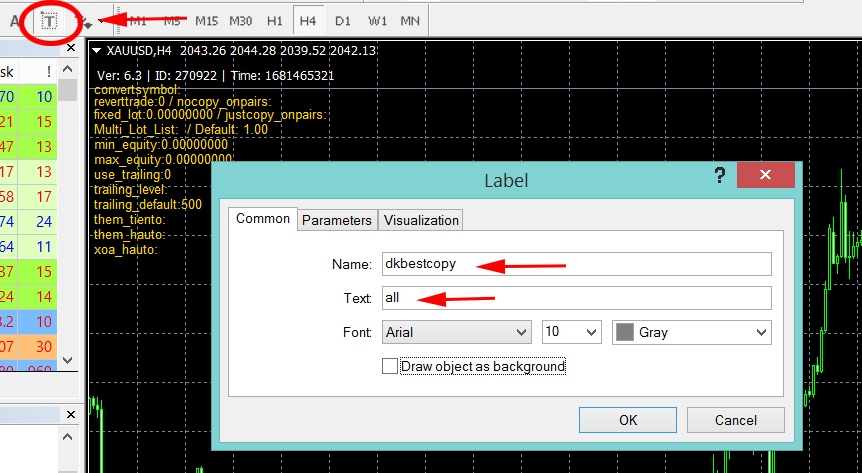 A T M1 M5 M15 M30 H1 H4 D1 W1 MN
XAUUSD,H4 2043.26 2044.28 2039.52 2042.13
sk !
70 10
21 15
47 13
17 13
58 17
74 24
64 11
37 15
24 14
3.2 10
07 30
Ver: 6.3 | ID: 270922 | Time: 1681465321
convertsymbol:
reverttrade:0 / nocopy_onpairs:
fixed_lot:0.00000000 / justcopy_onpairs:
Multi_Lot_List: / Default: 1.00
min_equity:0.00000000
max_equity:0.00000000
use_trailing:0
trailing_level:
trailing_default:500
them_tiento:
them_hauto:
xoa_hauto:
Label
Common Parameters Visualization
Name: dkbestcopy
Text: all
Font: Arial 10 Gray
Draw object as background
OK Cancel